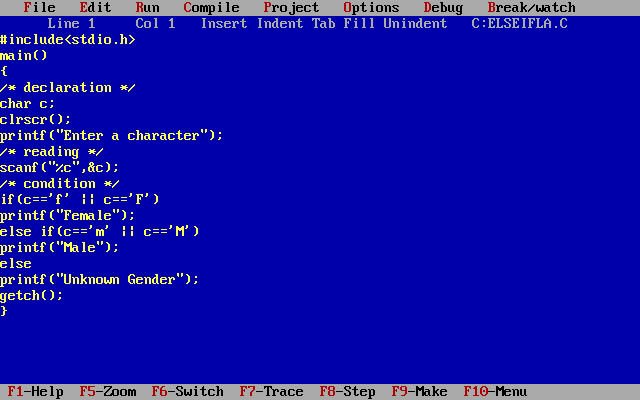 File Edit Run Compile Project Options Debug Break/watch
Line 1 Col 1 Insert Indent Tab Fill Unindent C:ELSEIFLA.C
#include<stdio.h>
main()
{
/* declaration */
char c;
clrscr();
printf("Enter a character");
/* reading */
scanf("%c",&c);
/* condition */
if(c=='f' || c=='F')
printf("Female");
else if(c=='m' || c=='M')
printf("Male");
else
printf("Unknown Gender");
getch();
}
F1-Help F5-Zoom F6-Switch F7-Trace F8-Step F9-Make F10-Menu